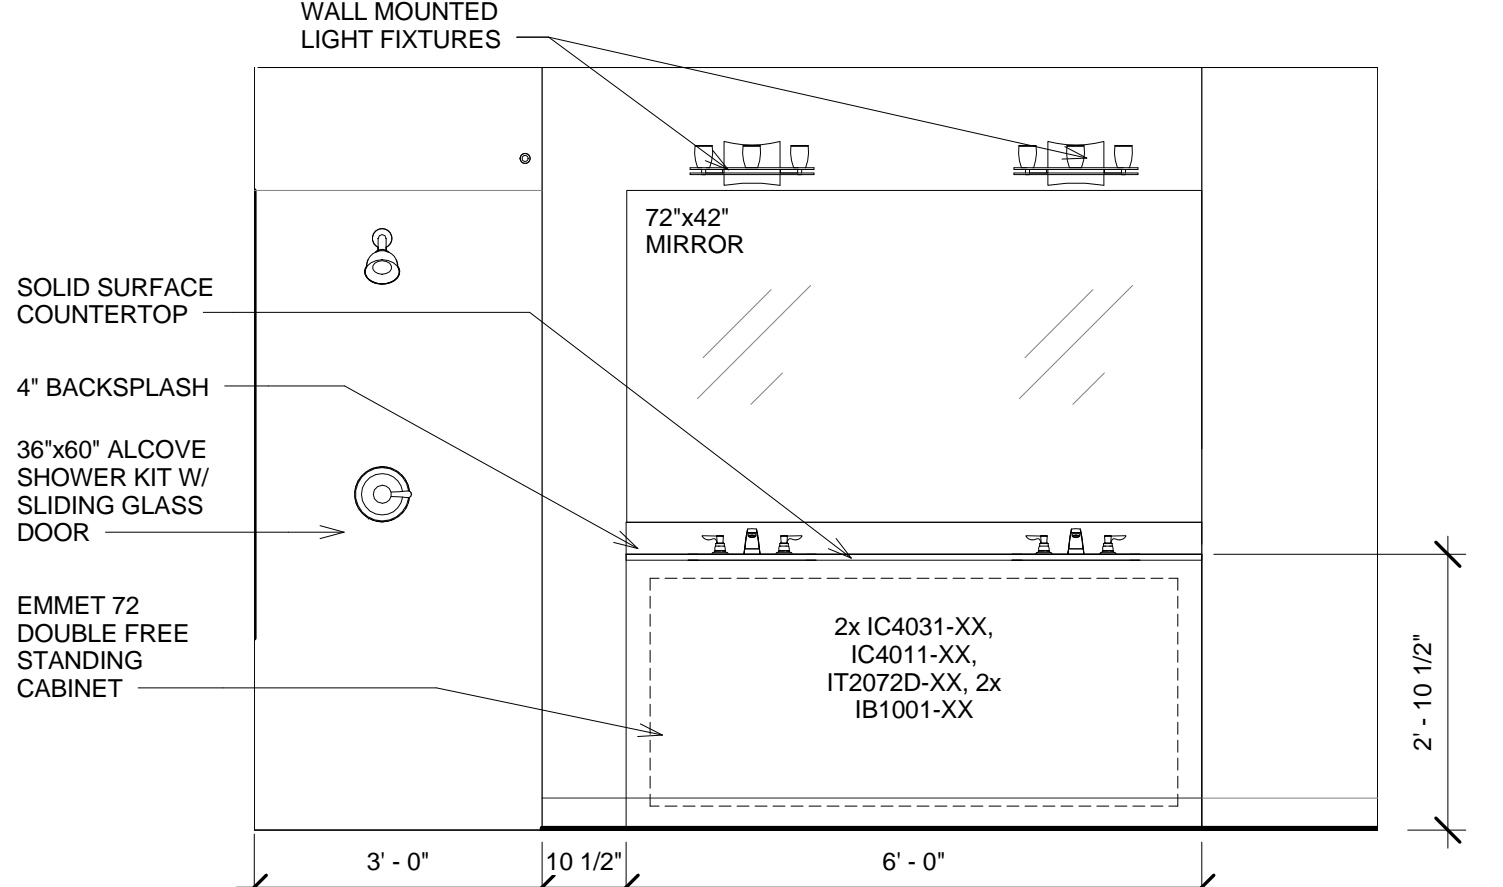 WALL MOUNTED
LIGHT FIXTURES
72"x42"
MIRROR
SOLID SURFACE
COUNTERTOP
4" BACKSPLASH
36"x60" ALCOVE
SHOWER KIT W/
SLIDING GLASS
DOOR
EMMET 72
DOUBLE FREE
STANDING
CABINET
2x IC4031-XX,
IC4011-XX,
IT2072D-XX, 2x
IB1001-XX
2' - 10 1/2"
3' - 0"
10 1/2"
6' - 0"